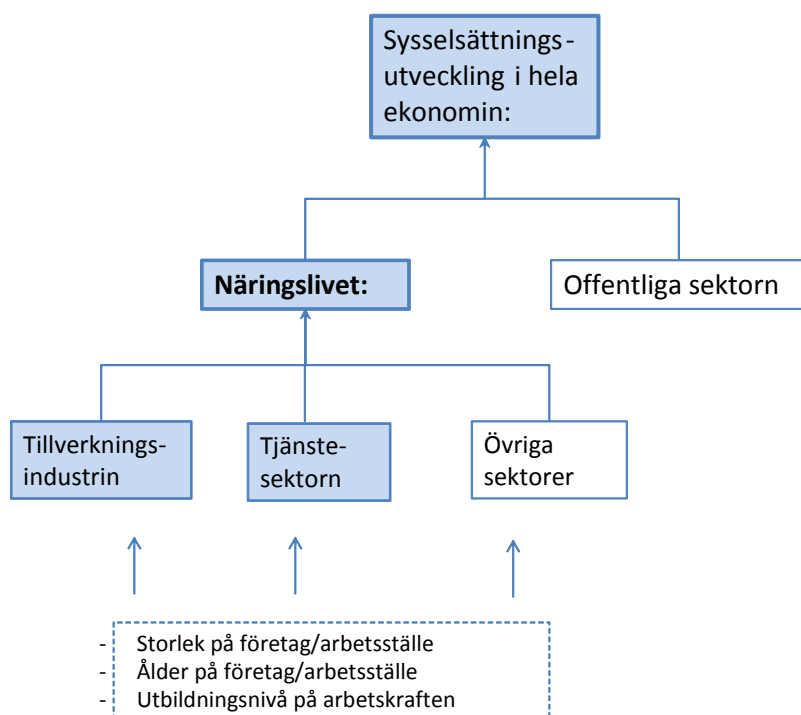 Sysselsättnings-
utveckling i hela
ekonomin:
Näringslivet:
Offentliga sektorn
Tillverknings-
industrin
Tjänste-
sektorn
Övriga
sektorer
- Storlek på företag/arbetsställe
- Ålder på företag/arbetsställe
- Utbildningsnivå på arbetskraften